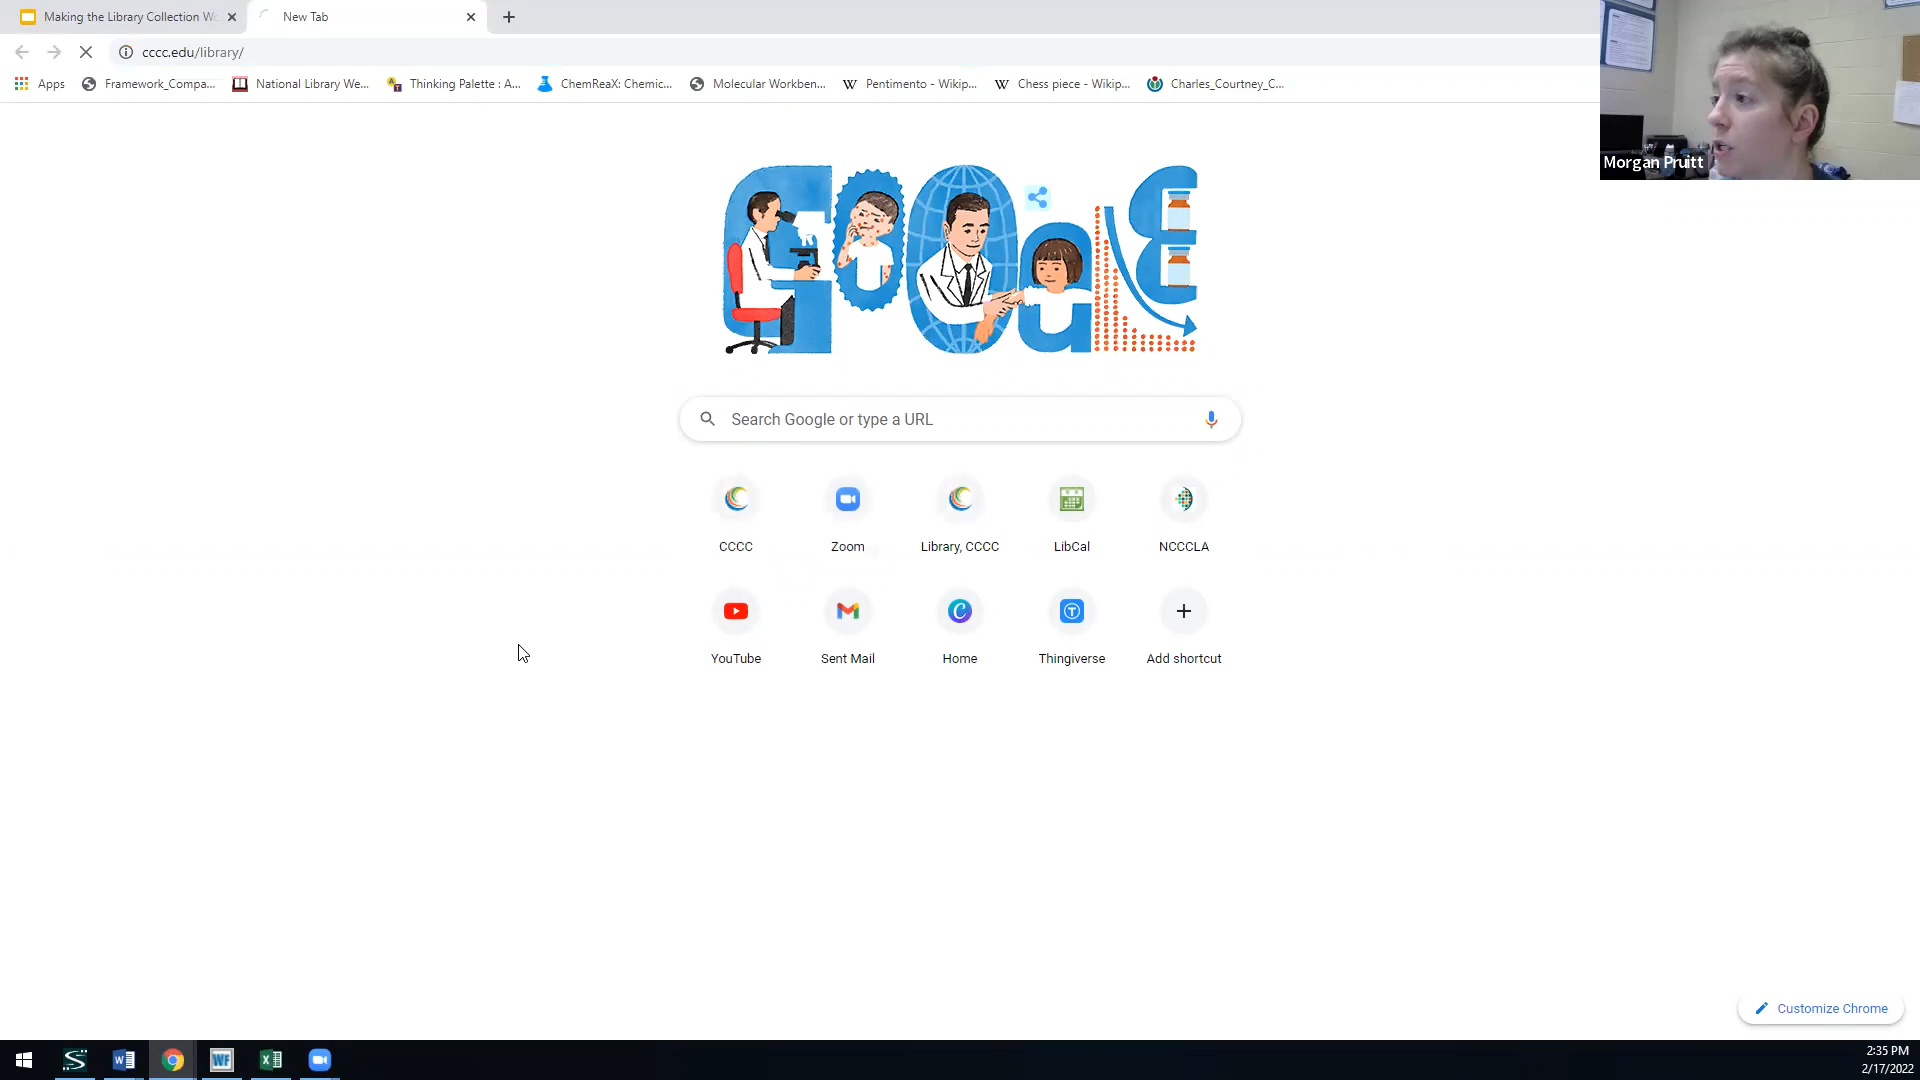 Making the Library Collection Wo
New Tab
cccc.edu/library/
Apps
Framework_Compa...
National Library We...
Thinking Palette : A...
ChemReaX: Chemic...
Molecular Workben...
Pentimento - Wikip...
Chess piece - Wikip...
Charles_Courtney_C...
Morgan Pruitt
Search Google or type a URL
CCCC
Zoom
Library, CCCC
LibCal
NCCCLA
YouTube
Sent Mail
Home
Thingiverse
Add shortcut
Customize Chrome
2:35 PM
2/17/2022